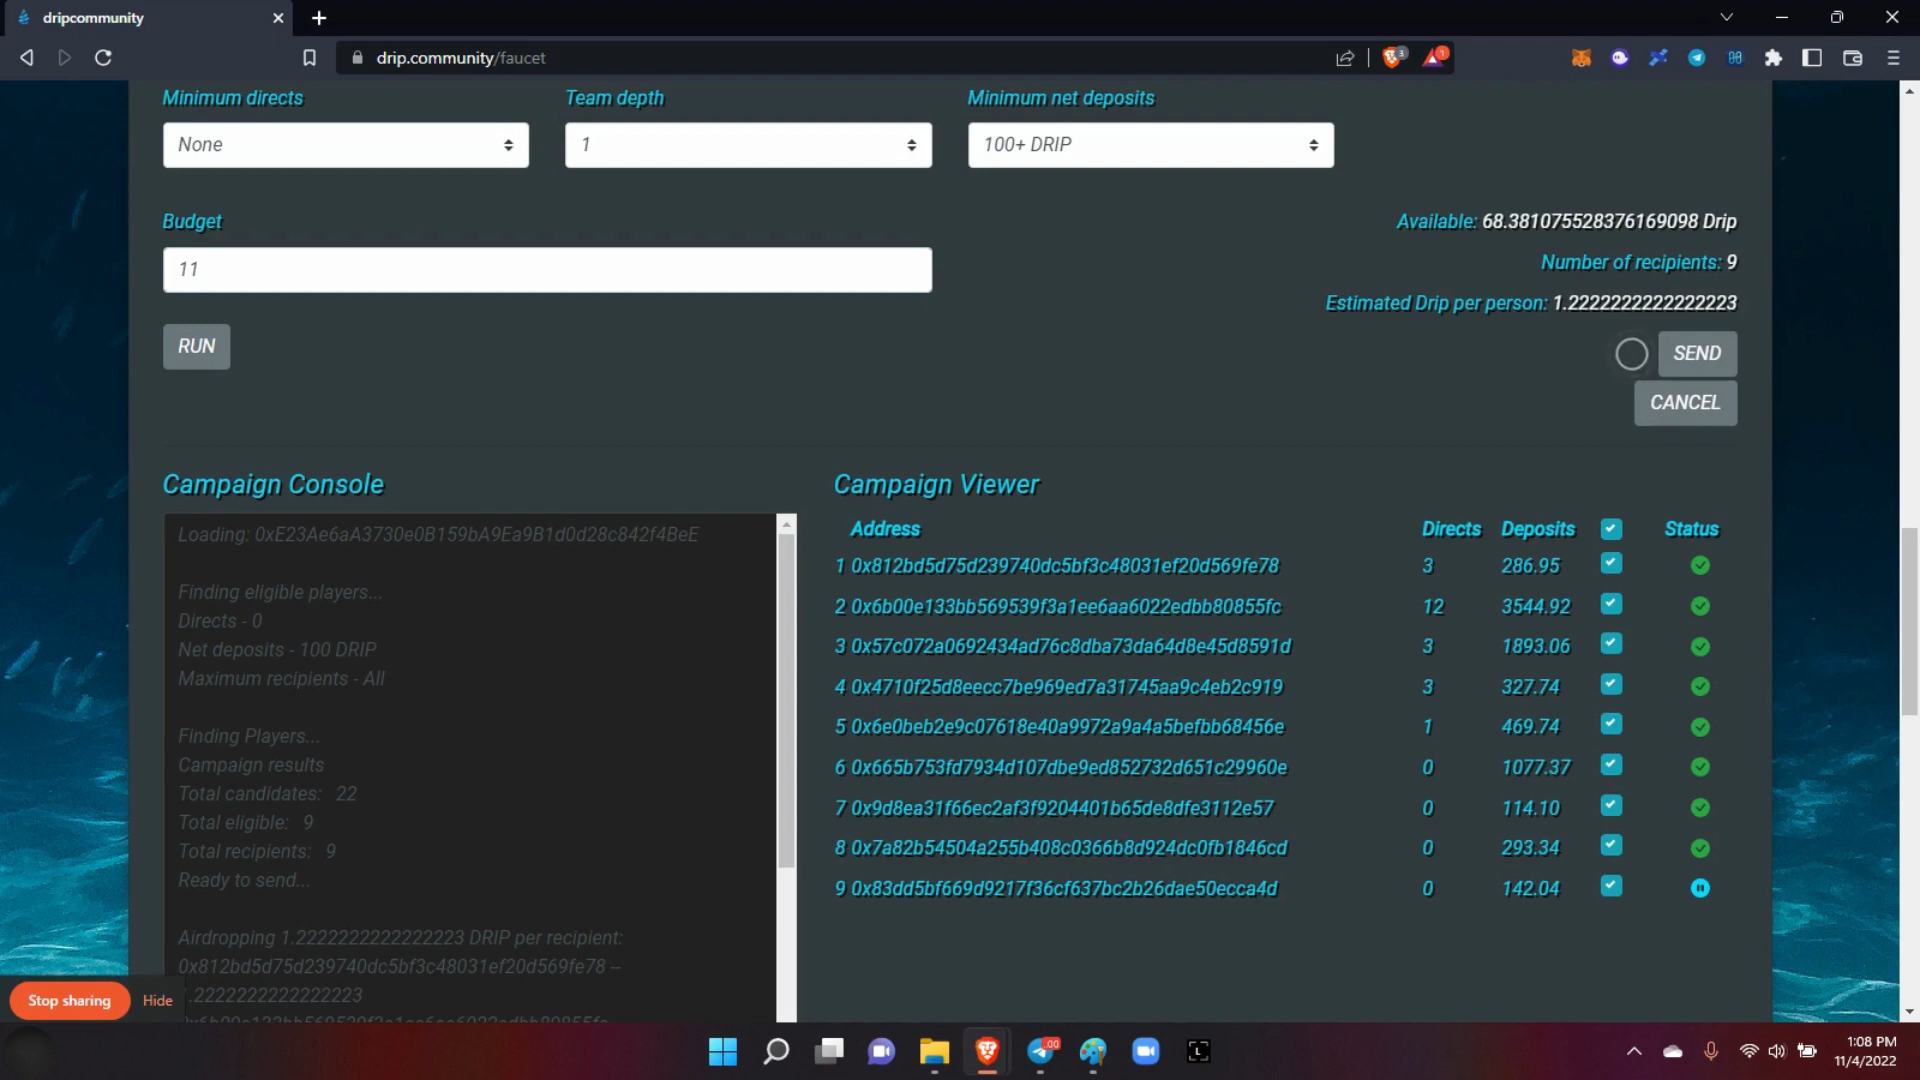 dripcommunity
drip.community/faucet
3
1
Minimum directs
Team depth
Minimum net deposits
None
1
100+ DRIP
Budget
Available: 68.381075528376169098 Drip
11
Number of recipients: 9
Estimated Drip per person: 1.2222222222222223
RUN
SEND
CANCEL
Campaign Console
Loading: 0xE23Ae6aA3730e0B159bA9Ea9B1d0d28c842f4BeE
Finding eligible players...
Directs - 0
Net deposits - 100 DRIP
Maximum recipients - All
Finding Players...
Campaign results
Total candidates: 22
Total eligible: 9
Total recipients: 9
Ready to send...
Airdropping 1.2222222222222223 DRIP per recipient:
0x812bd5d75d239740dc5bf3c48031ef20d569fe78 --
.2222222222222223
Campaign Viewer
Address Directs Deposits Status
1 0x812bd5d75d239740dc5bf3c48031ef20d569fe78 3 286.95
2 0x6b00e133bb569539f3a1ee6aa6022edbb80855fc 12 3544.92
3 0x57c072a0692434ad76c8dba73da64d8e45d8591d 3 1893.06
4 0x4710f25d8eecc7be969ed7a31745aa9c4eb2c919 3 327.74
5 0x6e0beb2e9c07618e40a9972a9a4a5befbb68456e 1 469.74
6 0x665b753fd7934d107dbe9ed852732d651c29960e 0 1077.37
7 0x9d8ea31f66ec2af3f9204401b65de8dfe3112e57 0 114.10
8 0x7a82b54504a255b408c0366b8d924dc0fb1846cd 0 293.34
9 0x83dd5bf669d9217f36cf637bc2b26dae50ecca4d 0 142.04
Stop sharing
Hide
.00
L
1:08 PM
11/4/2022